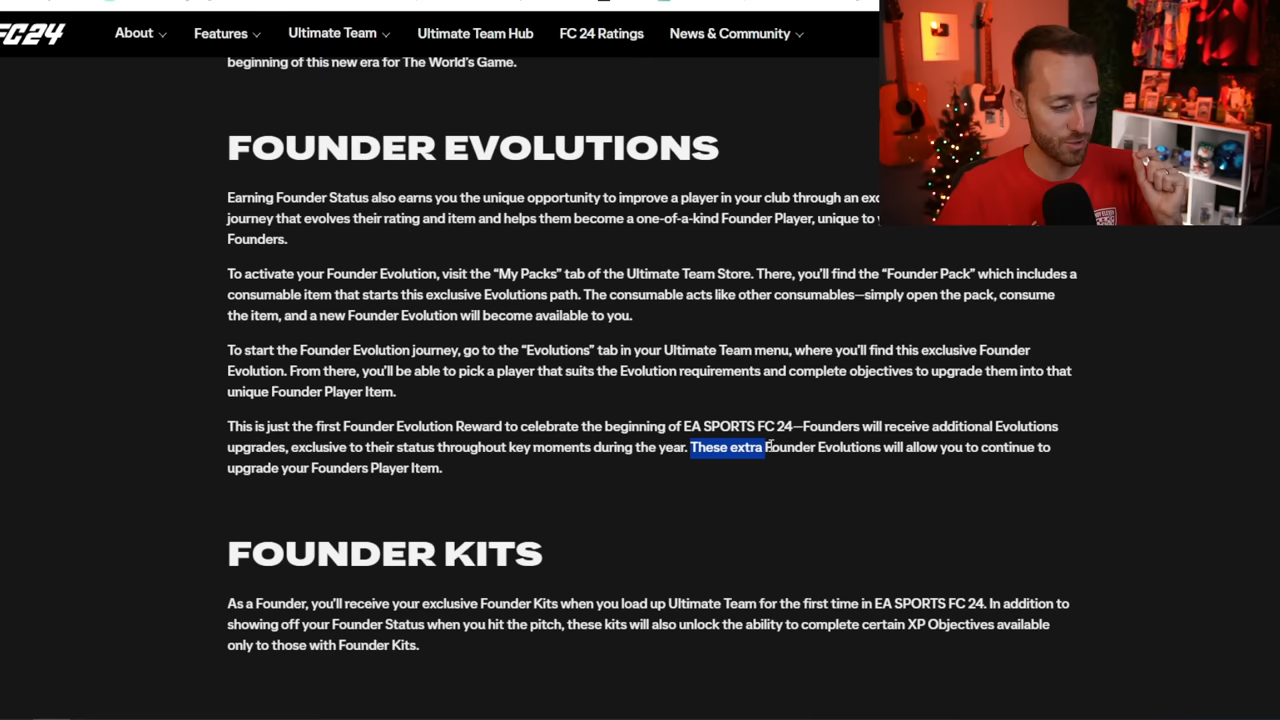 FC24
About
Features
Ultimate Team
Ultimate Team Hub
FC 24 Ratings
News & Community
beginning of this new era for The World's Game.
FOUNDER EVOLUTIONS
Earning Founder Status also earns you the unique opportunity to improve a player in your club through an
journey that evolves their rating and item and helps them become a one-of-a-kind Founder Player, unique to
Founders.
To activate your Founder Evolution, visit the “My Packs” tab of the Ultimate Team Store. There, you’ll find the “Founder Pack” which includes a
consumable item that starts this exclusive Evolutions path. The consumable acts like other consumables—simply open the pack, consume
the item, and a new Founder Evolution will become available to you.
To start the Founder Evolution journey, go to the “Evolutions” tab in your Ultimate Team menu, where you’ll find this exclusive Founder
Evolution. From there, you’ll be able to pick a player that suits the Evolution requirements and complete objectives to upgrade them into that
unique Founder Player Item.
This is just the first Founder Evolution Reward to celebrate the beginning of EA SPORTS FC 24—Founders will receive additional Evolutions
upgrades, exclusive to their status throughout key moments during the year. These extra Founder Evolutions will allow you to continue to
upgrade your Founders Player Item.
FOUNDER KITS
As a Founder, you’ll receive your exclusive Founder Kits when you load up Ultimate Team for the first time in EA SPORTS FC 24. In addition to
showing off your Founder Status when you hit the pitch, these kits will also unlock the ability to complete certain XP Objectives available
only to those with Founder Kits.